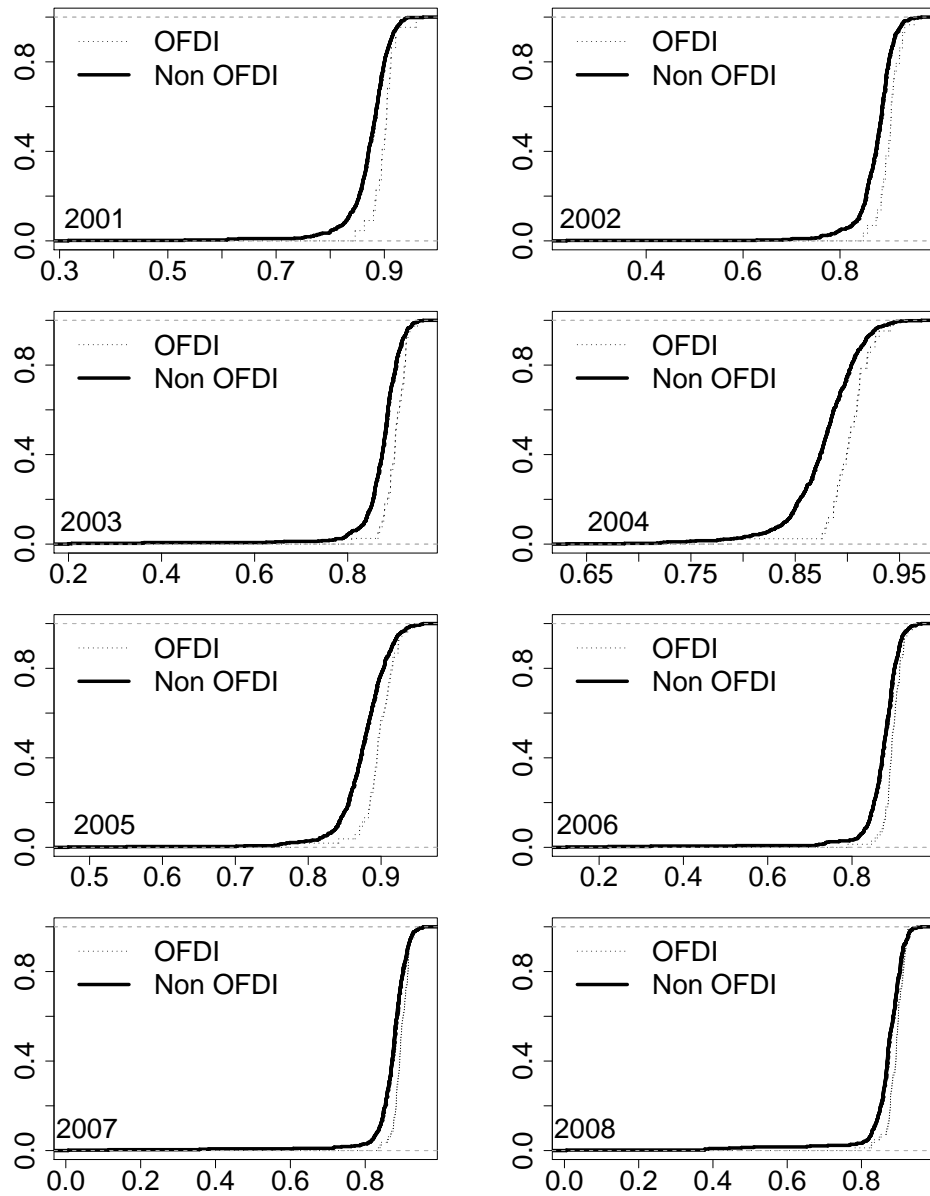 OFDI
Non OFDI
2001
0.0 0.4 0.8
0.3 0.5 0.7 0.9
OFDI
Non OFDI
2002
0.0 0.4 0.8
0.4 0.6 0.8
OFDI
Non OFDI
2003
0.0 0.4 0.8
0.2 0.4 0.6 0.8
OFDI
Non OFDI
2004
0.0 0.4 0.8
0.65 0.75 0.85 0.95
OFDI
Non OFDI
2005
0.0 0.4 0.8
0.5 0.6 0.7 0.8 0.9
OFDI
Non OFDI
2006
0.0 0.4 0.8
0.2 0.4 0.6 0.8
OFDI
Non OFDI
2007
0.0 0.4 0.8
0.0 0.2 0.4 0.6 0.8
OFDI
Non OFDI
2008
0.0 0.4 0.8
0.0 0.2 0.4 0.6 0.8